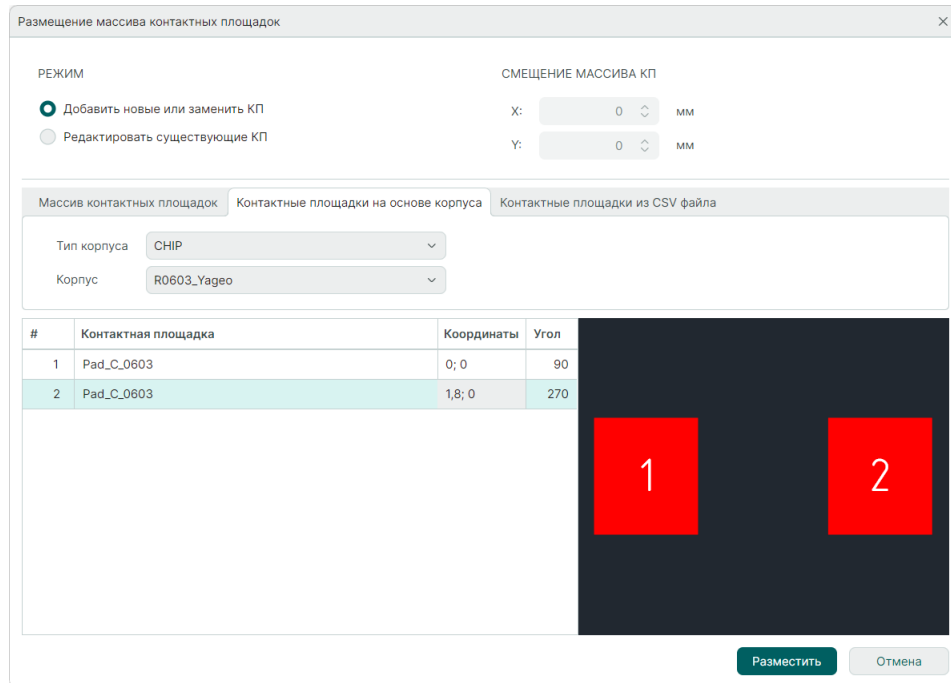 Размещение массива контактных площадок
РЕЖИМ
СМЕЩЕНИЕ МАССИВА КП
Добавить новые или заменить КП
X: 0 мм
Редактировать существующие КП
Y: 0 мм
Массив контактных площадок Контактные площадки на основе корпуса Контактные площадки из CSV файла
Тип корпуса CHIP
Корпус R0603_Yageo
# Контактная площадка Координаты Угол
1 Pad_C_0603 0; 0 90
2 Pad_C_0603 1,8; 0 270
1 2
Разместить Отмена